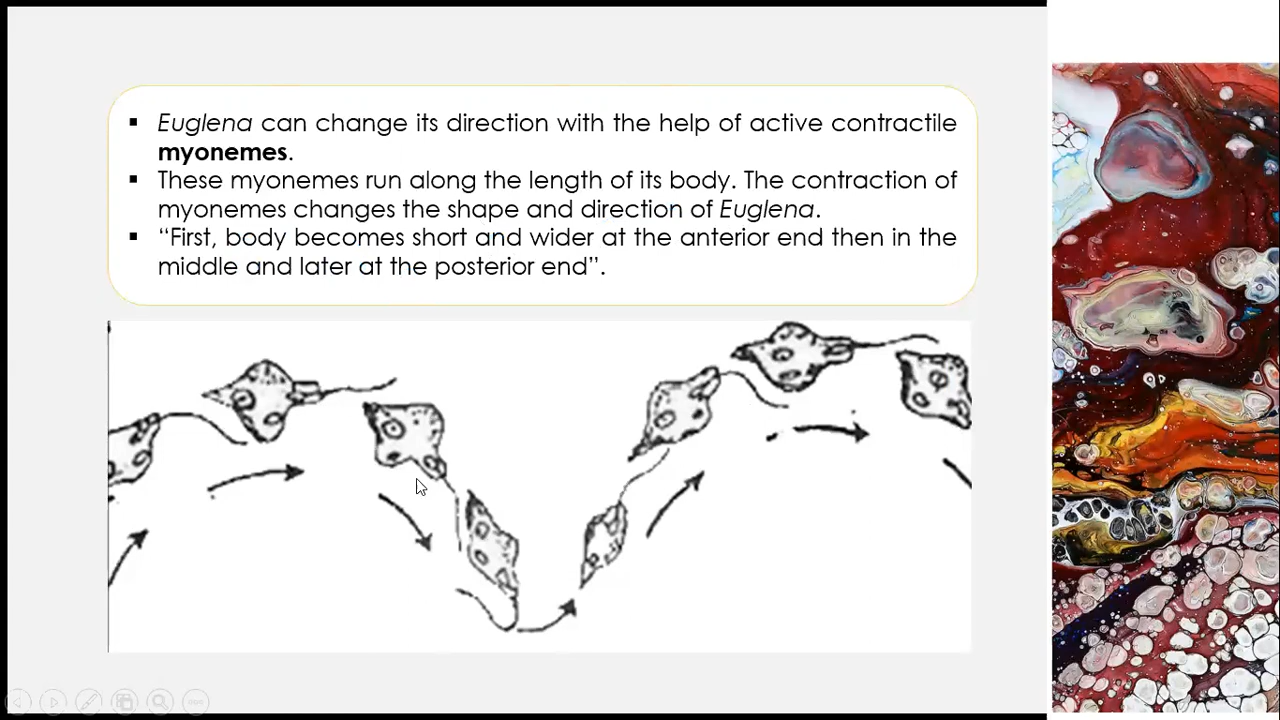 ▪ Euglena can change its direction with the help of active contractile
myonemes.
▪ These myonemes run along the length of its body. The contraction of
myonemes changes the shape and direction of Euglena.
▪ “First, body becomes short and wider at the anterior end then in the
middle and later at the posterior end”.